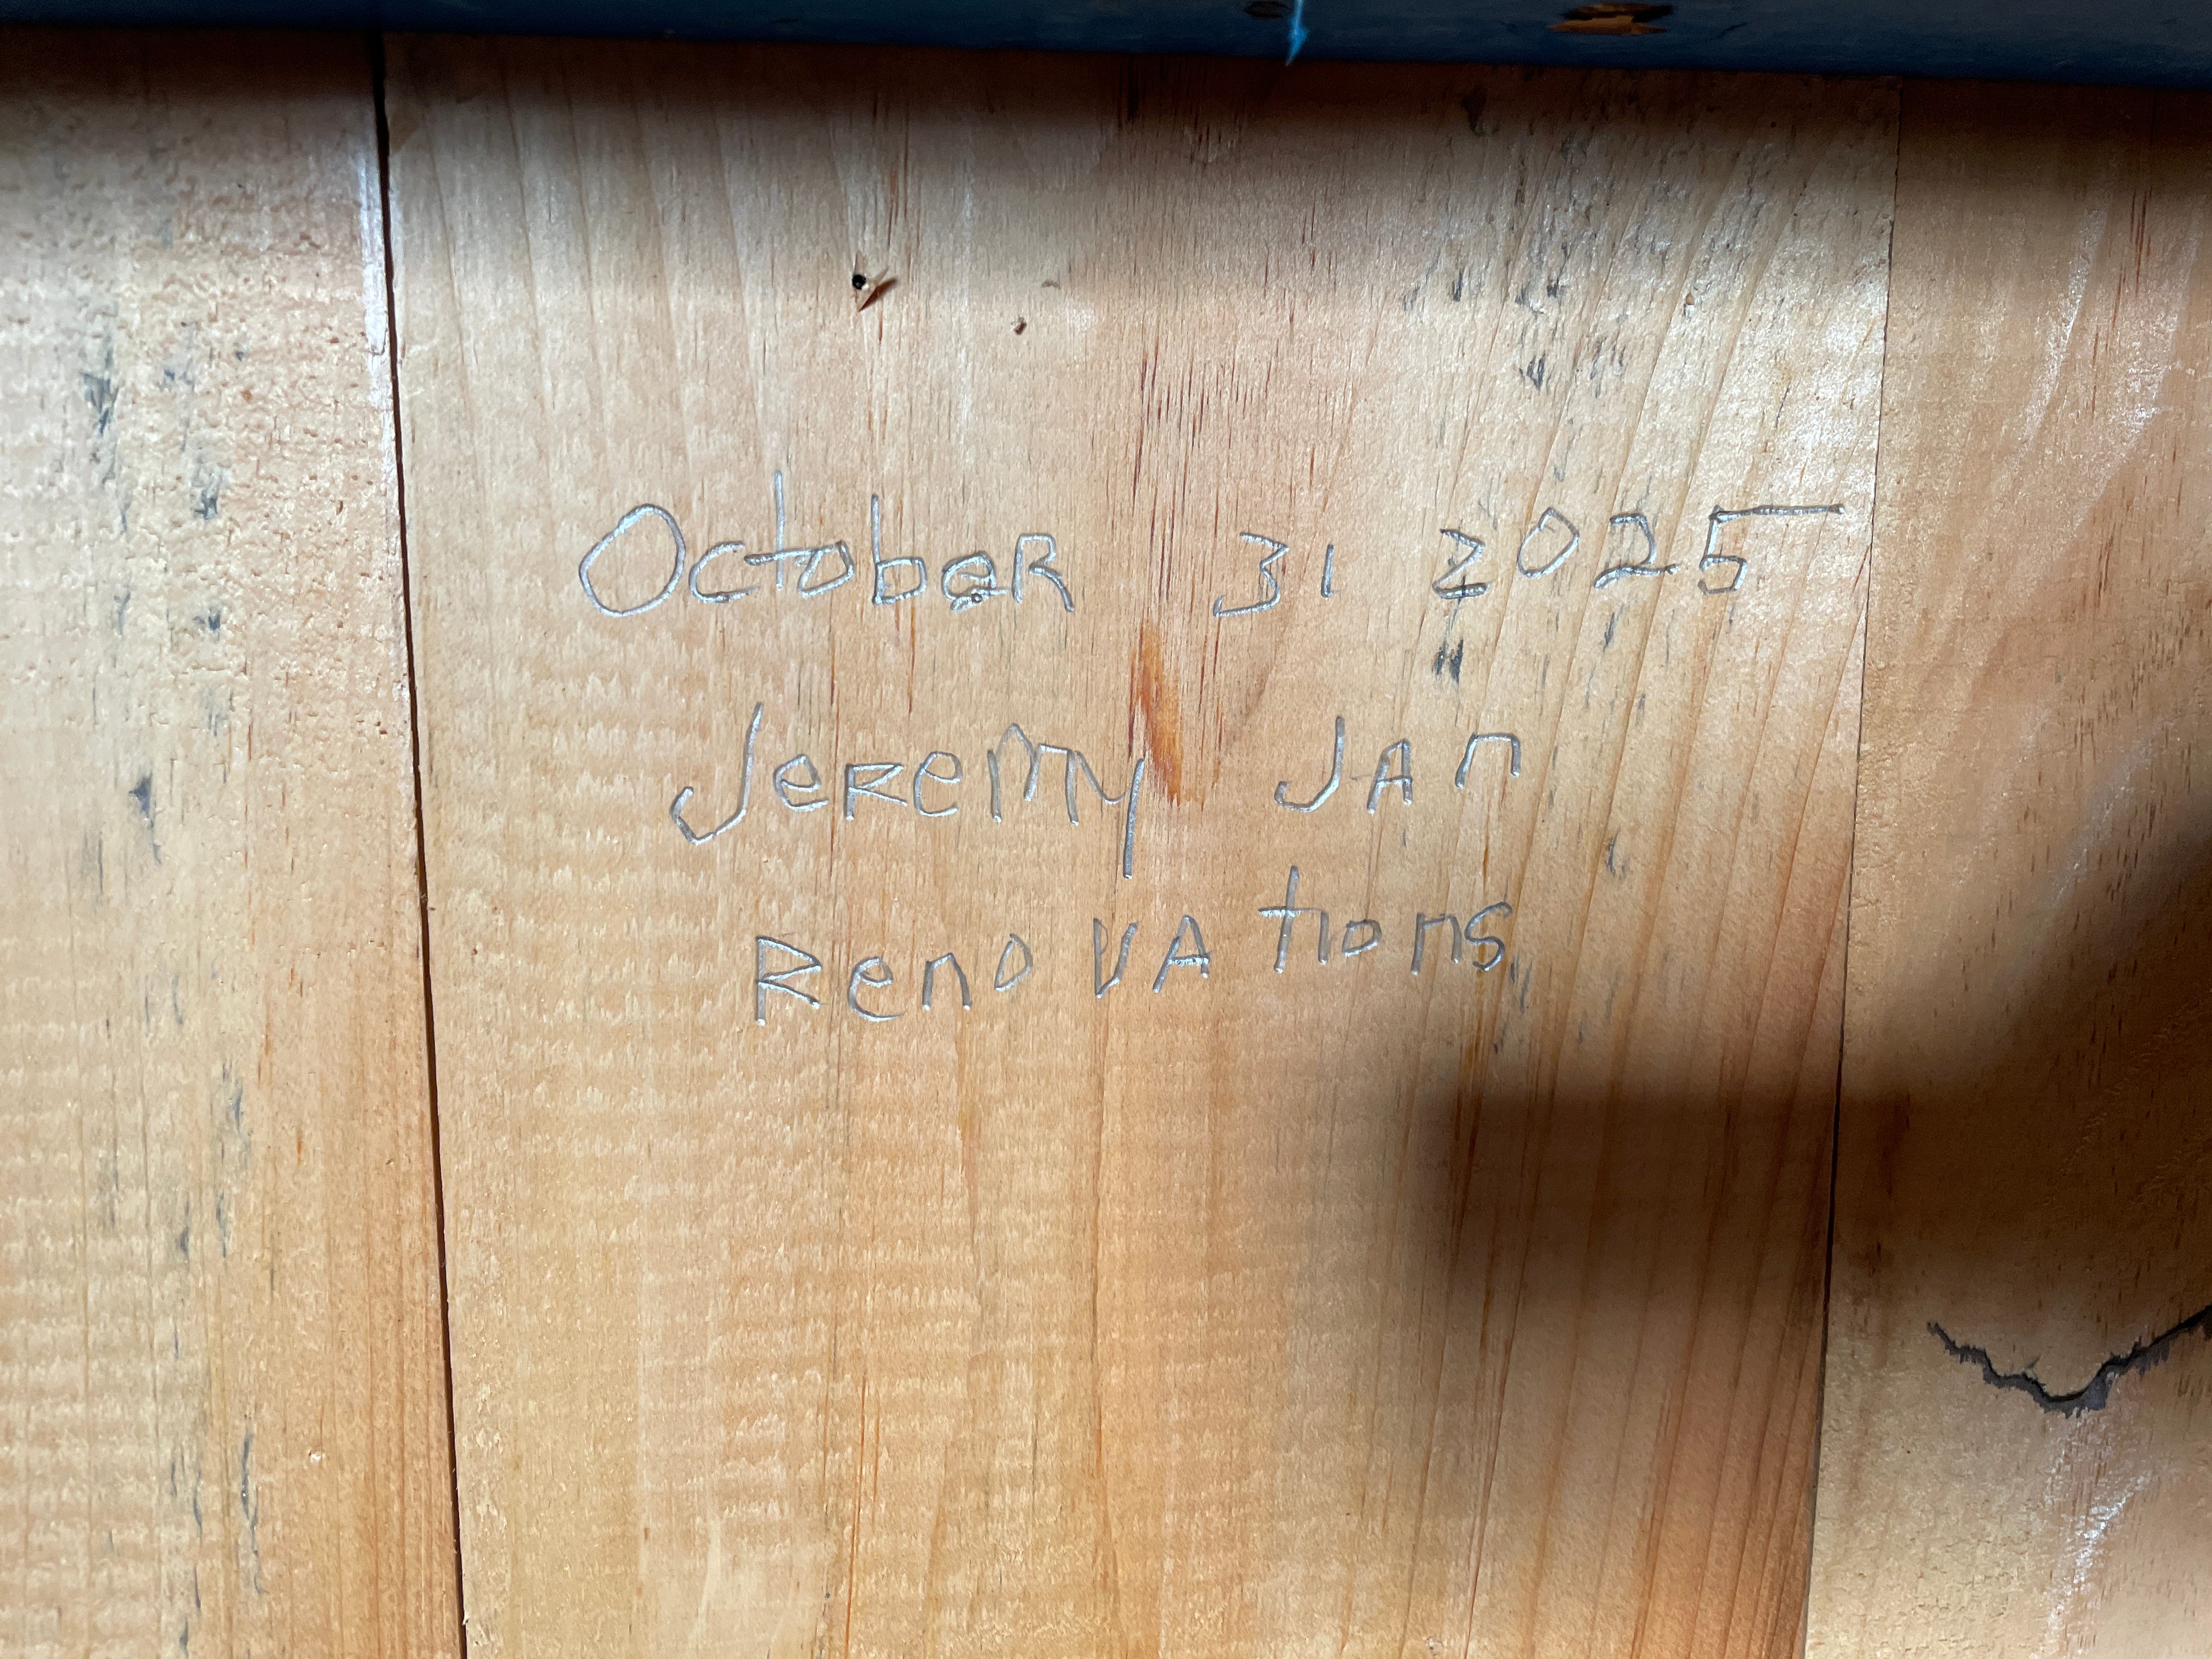 October 31 2025
JeRemy JAn
RenoVAtions